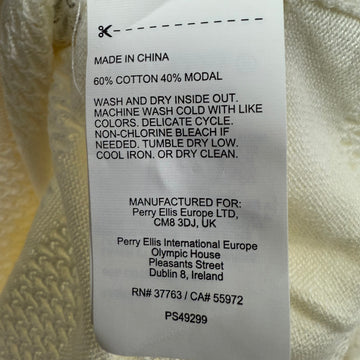 MADE IN CHINA
60% COTTON 40% MODAL
WASH AND DRY INSIDE OUT.
MACHINE WASH COLD WITH LIKE
COLORS. DELICATE CYCLE.
NON-CHLORINE BLEACH IF
NEEDED. TUMBLE DRY LOW.
COOL IRON. OR DRY CLEAN.
MANUFACTURED FOR:
Perry Ellis Europe LTD,
CM8 3DJ, UK
Perry Ellis International Europe
Olympic House
Pleasants Street
Dublin 8, Ireland
RN# 37763 / CA# 55972
PS49299